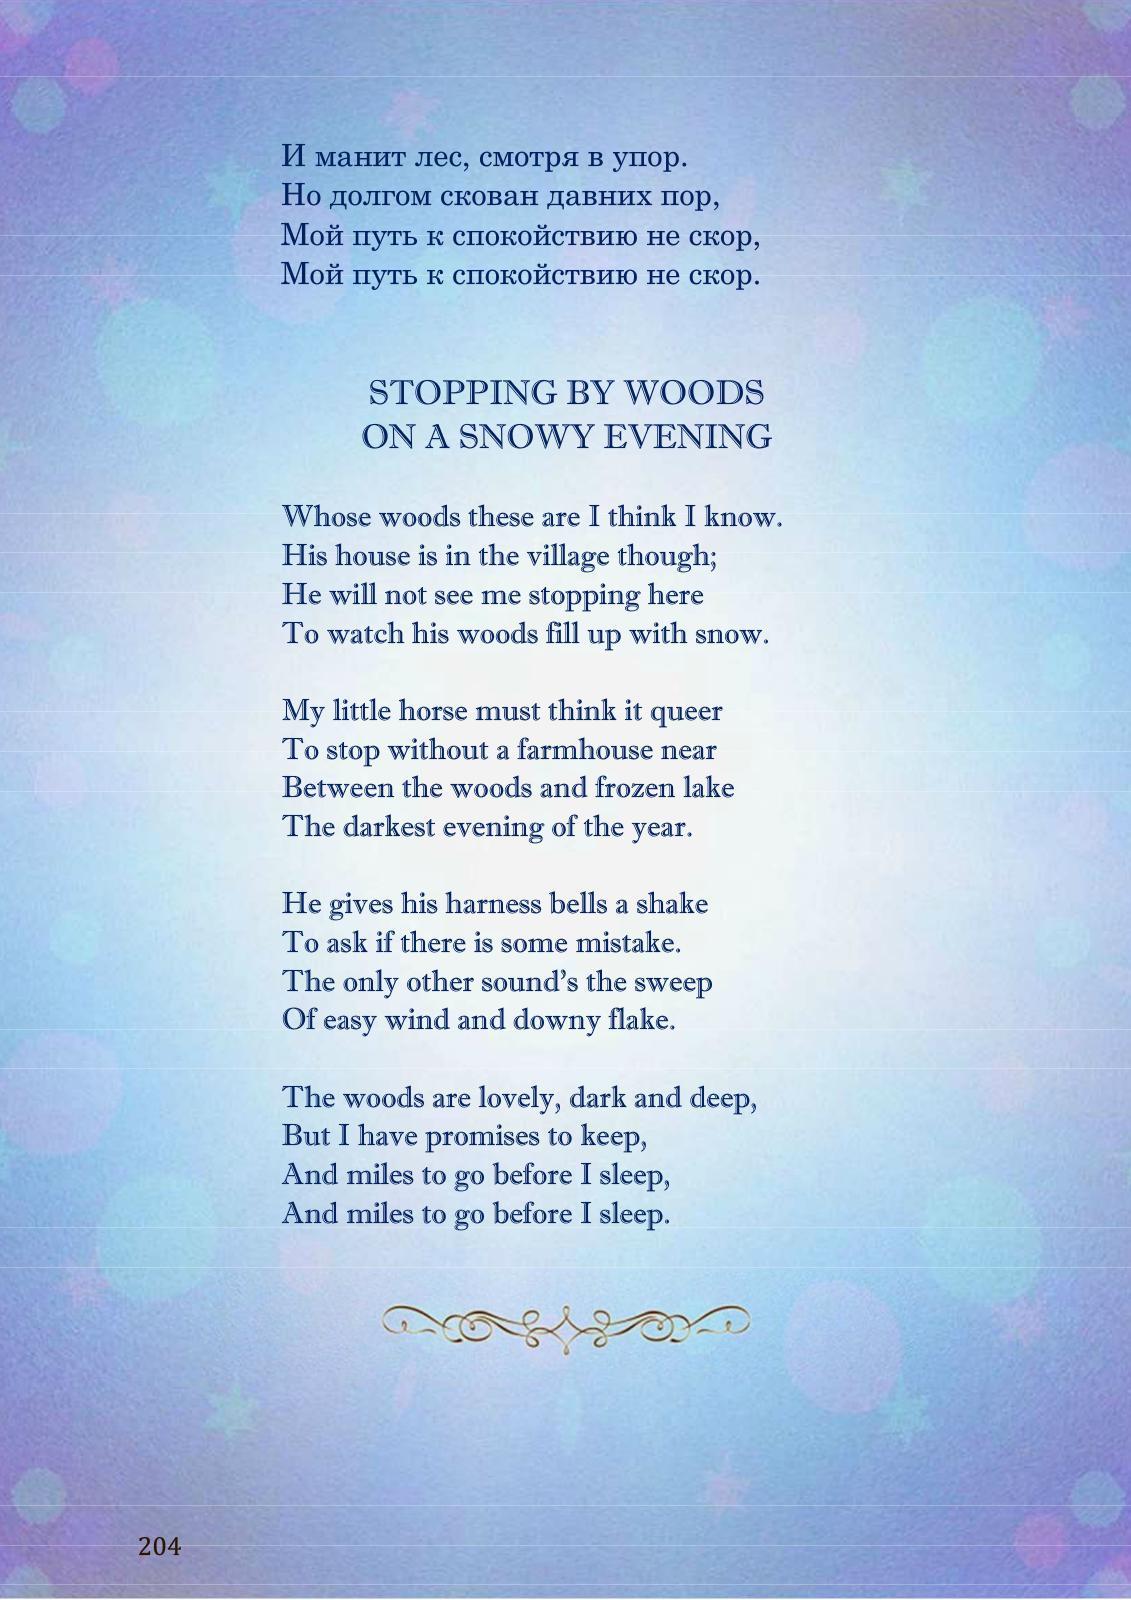 И манит лес, смотря в упор.
Но долгом скован давних пор,
Мой путь к спокойствию не скор,
Мой путь к спокойствию не скор.
STOPPING BY WOODS
ON A SNOWY EVENING
Whose woods these are I think I know.
His house is in the village though;
He will not see me stopping here
To watch his woods fill up with snow.
My little horse must think it queer
To stop without a farmhouse near
Between the woods and frozen lake
The darkest evening of the year.
He gives his harness bells a shake
To ask if there is some mistake.
The only other sound’s the sweep
Of easy wind and downy flake.
The woods are lovely, dark and deep,
But I have promises to keep,
And miles to go before I sleep,
And miles to go before I sleep.
204